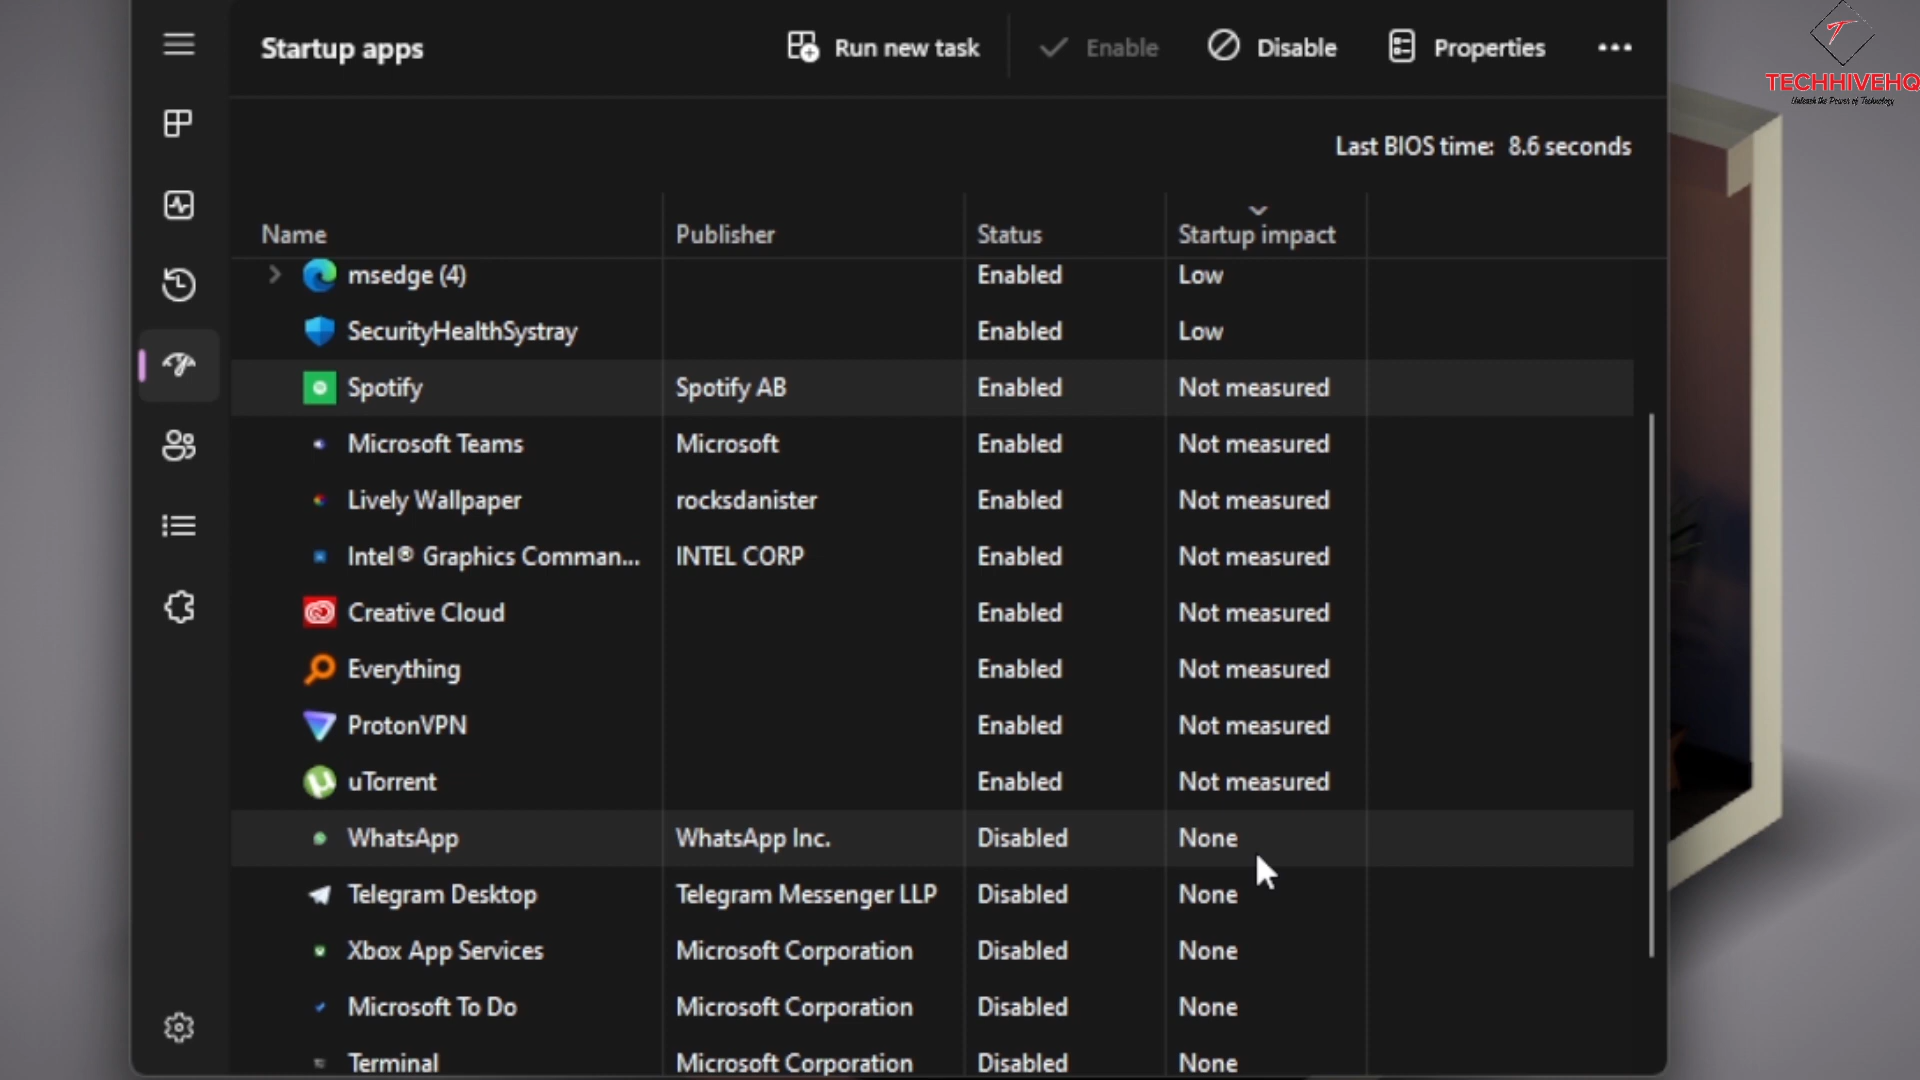 Startup apps
Run new task
Enable
Disable
Properties
TECHHIVEHQ
Unleash the Power of Technology
Last BIOS time: 8.6 seconds
Name Publisher Status Startup impact
msedge (4) Enabled Low
SecurityHealthSystray Enabled Low
Spotify Spotify AB Enabled Not measured
Microsoft Teams Microsoft Enabled Not measured
Lively Wallpaper rocksdanister Enabled Not measured
Intel® Graphics Comman... INTEL CORP Enabled Not measured
Creative Cloud Enabled Not measured
Everything Enabled Not measured
ProtonVPN Enabled Not measured
uTorrent Enabled Not measured
WhatsApp WhatsApp Inc. Disabled None
Telegram Desktop Telegram Messenger LLP Disabled None
Xbox App Services Microsoft Corporation Disabled None
Microsoft To Do Microsoft Corporation Disabled None
Terminal Microsoft Corporation Disabled None